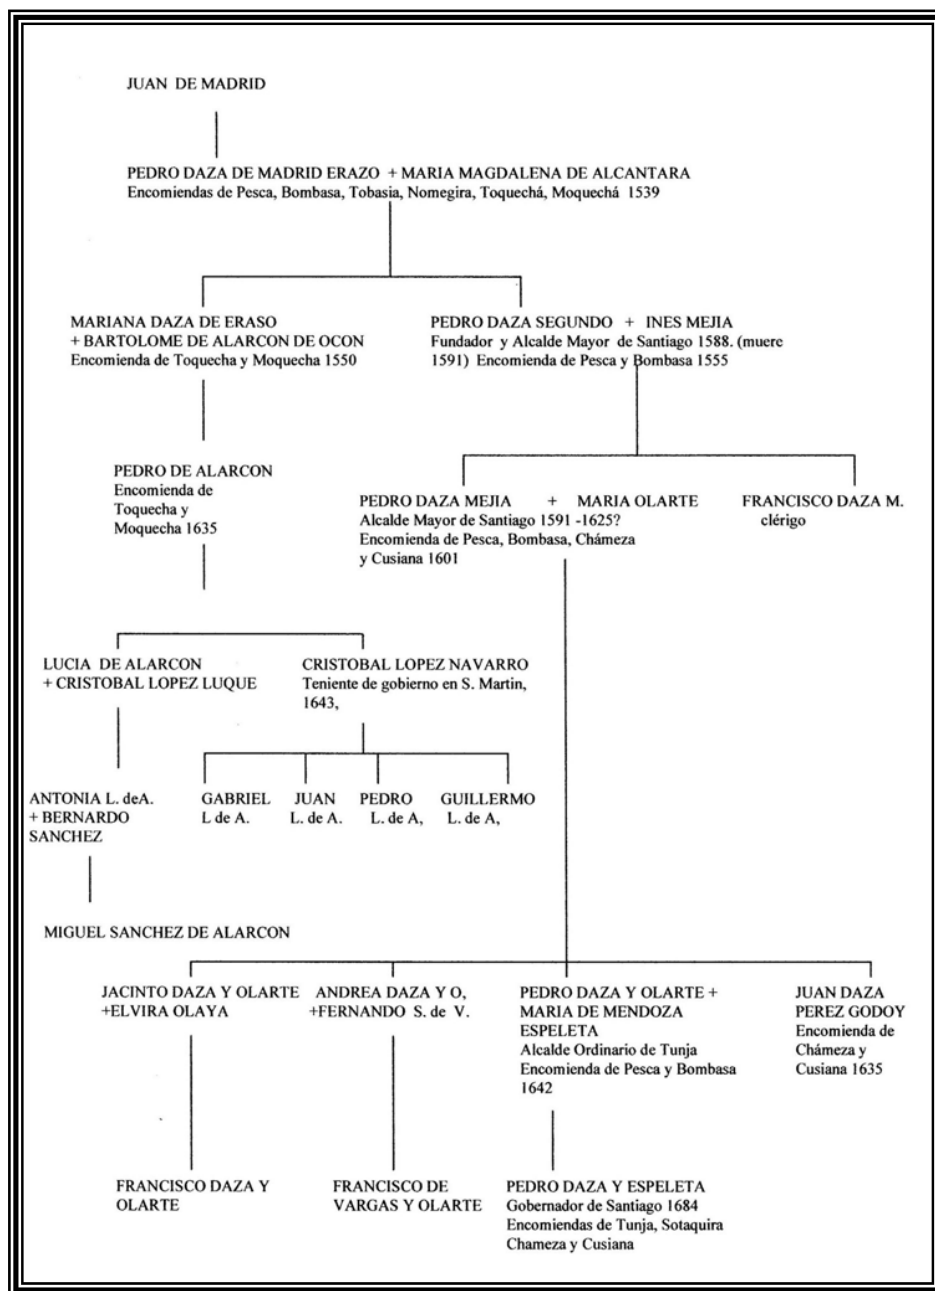 JUAN DE MADRID
PEDRO DAZA DE MADRID ERAZO + MARIA MAGDALENA DE ALCANTARA
Encomiendas de Pesca, Bombasa, Tobasia, Nomegira, Toquechá, Moquechá 1539
MARIANA DAZA DE ERASO
+ BARTOLOME DE ALARCON DE OCON
Encomienda de Toquecha y Moquecha 1550
PEDRO DAZA SEGUNDO + INES MEJIA
Fundador y Alcalde Mayor de Santiago 1588. (muere
1591) Encomienda de Pesca y Bombasa 1555
PEDRO DE ALARCON
Encomienda de
Toquecha y
Moquecha 1635
PEDRO DAZA MEJIA + MARIA OLARTE
Alcalde Mayor de Santiago 1591 -1625?
Encomienda de Pesca, Bombasa, Chámeza
y Cusiana 1601
FRANCISCO DAZA M.
clérigo
LUCIA DE ALARCON
+ CRISTOBAL LOPEZ LUQUE
CRISTOBAL LOPEZ NAVARRO
Teniente de gobierno en S. Martin,
1643,
ANTONIA L. deA.
+ BERNARDO
SANCHEZ
GABRIEL
L de A.
JUAN
L. de A.
PEDRO
L. de A,
GUILLERMO
L. de A,
MIGUEL SANCHEZ DE ALARCON
JACINTO DAZA Y OLARTE
+ELVIRA OLAYA
ANDREA DAZA Y O,
+FERNANDO S. de V.
PEDRO DAZA Y OLARTE +
MARIA DE MENDOZA
ESPELETA
Alcalde Ordinario de Tunja
Encomienda de Pesca y Bombasa
1642
JUAN DAZA
PEREZ GODOY
Encomienda de
Chámeza y
Cusiana 1635
FRANCISCO DAZA Y
OLARTE
FRANCISCO DE
VARGAS Y OLARTE
PEDRO DAZA Y ESPELETA
Gobernador de Santiago 1684
Encomiendas de Tunja, Sotaquira
Chameza y Cusiana